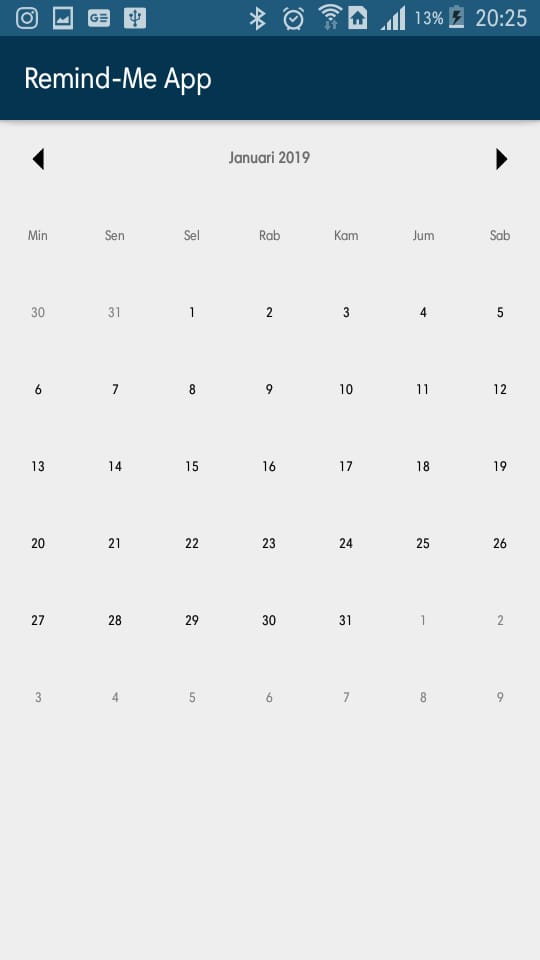 GE 13% 20:25
Remind-Me App
Januari 2019
Min Sen Sel Rab Kam Jum Sab
30 31 1 2 3 4 5
6 7 8 9 10 11 12
13 14 15 16 17 18 19
20 21 22 23 24 25 26
27 28 29 30 31 1 2
3 4 5 6 7 8 9